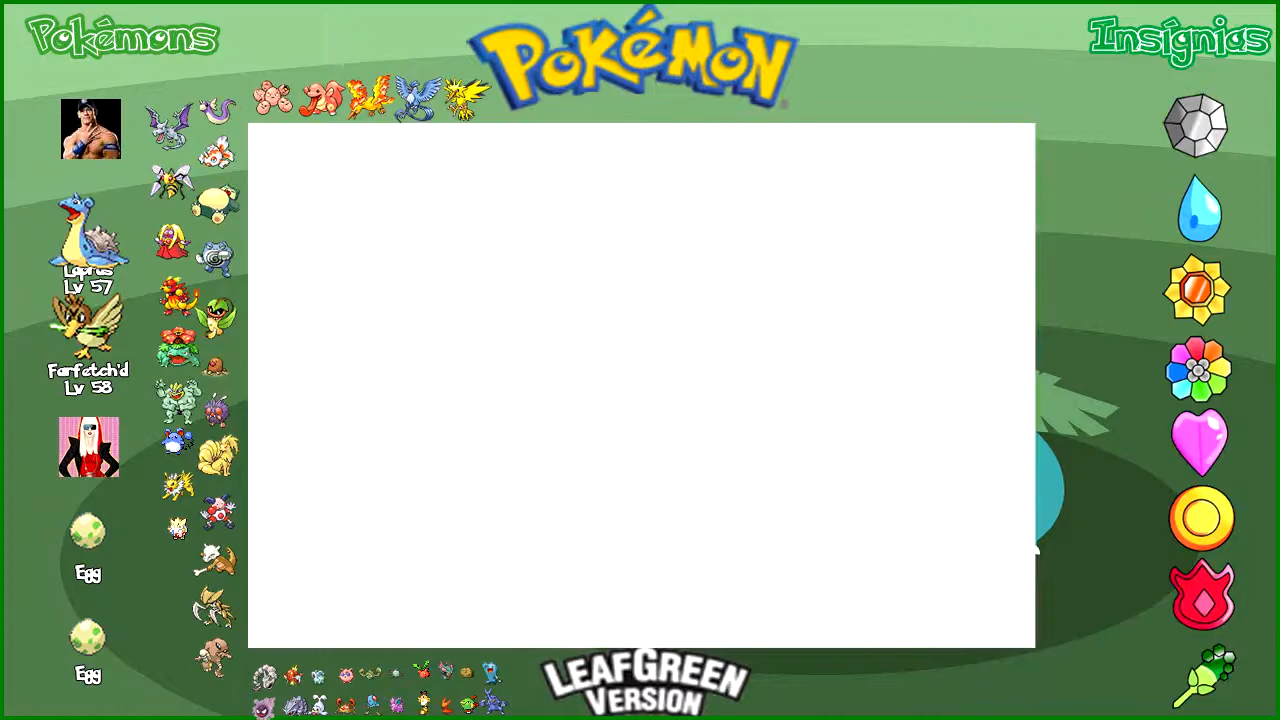 Pokémons
POKéMON
Insígnias
Lapras
Lv 57
Farfetch'd
Lv 58
Egg
Egg
LEAFGREEN
VERSION